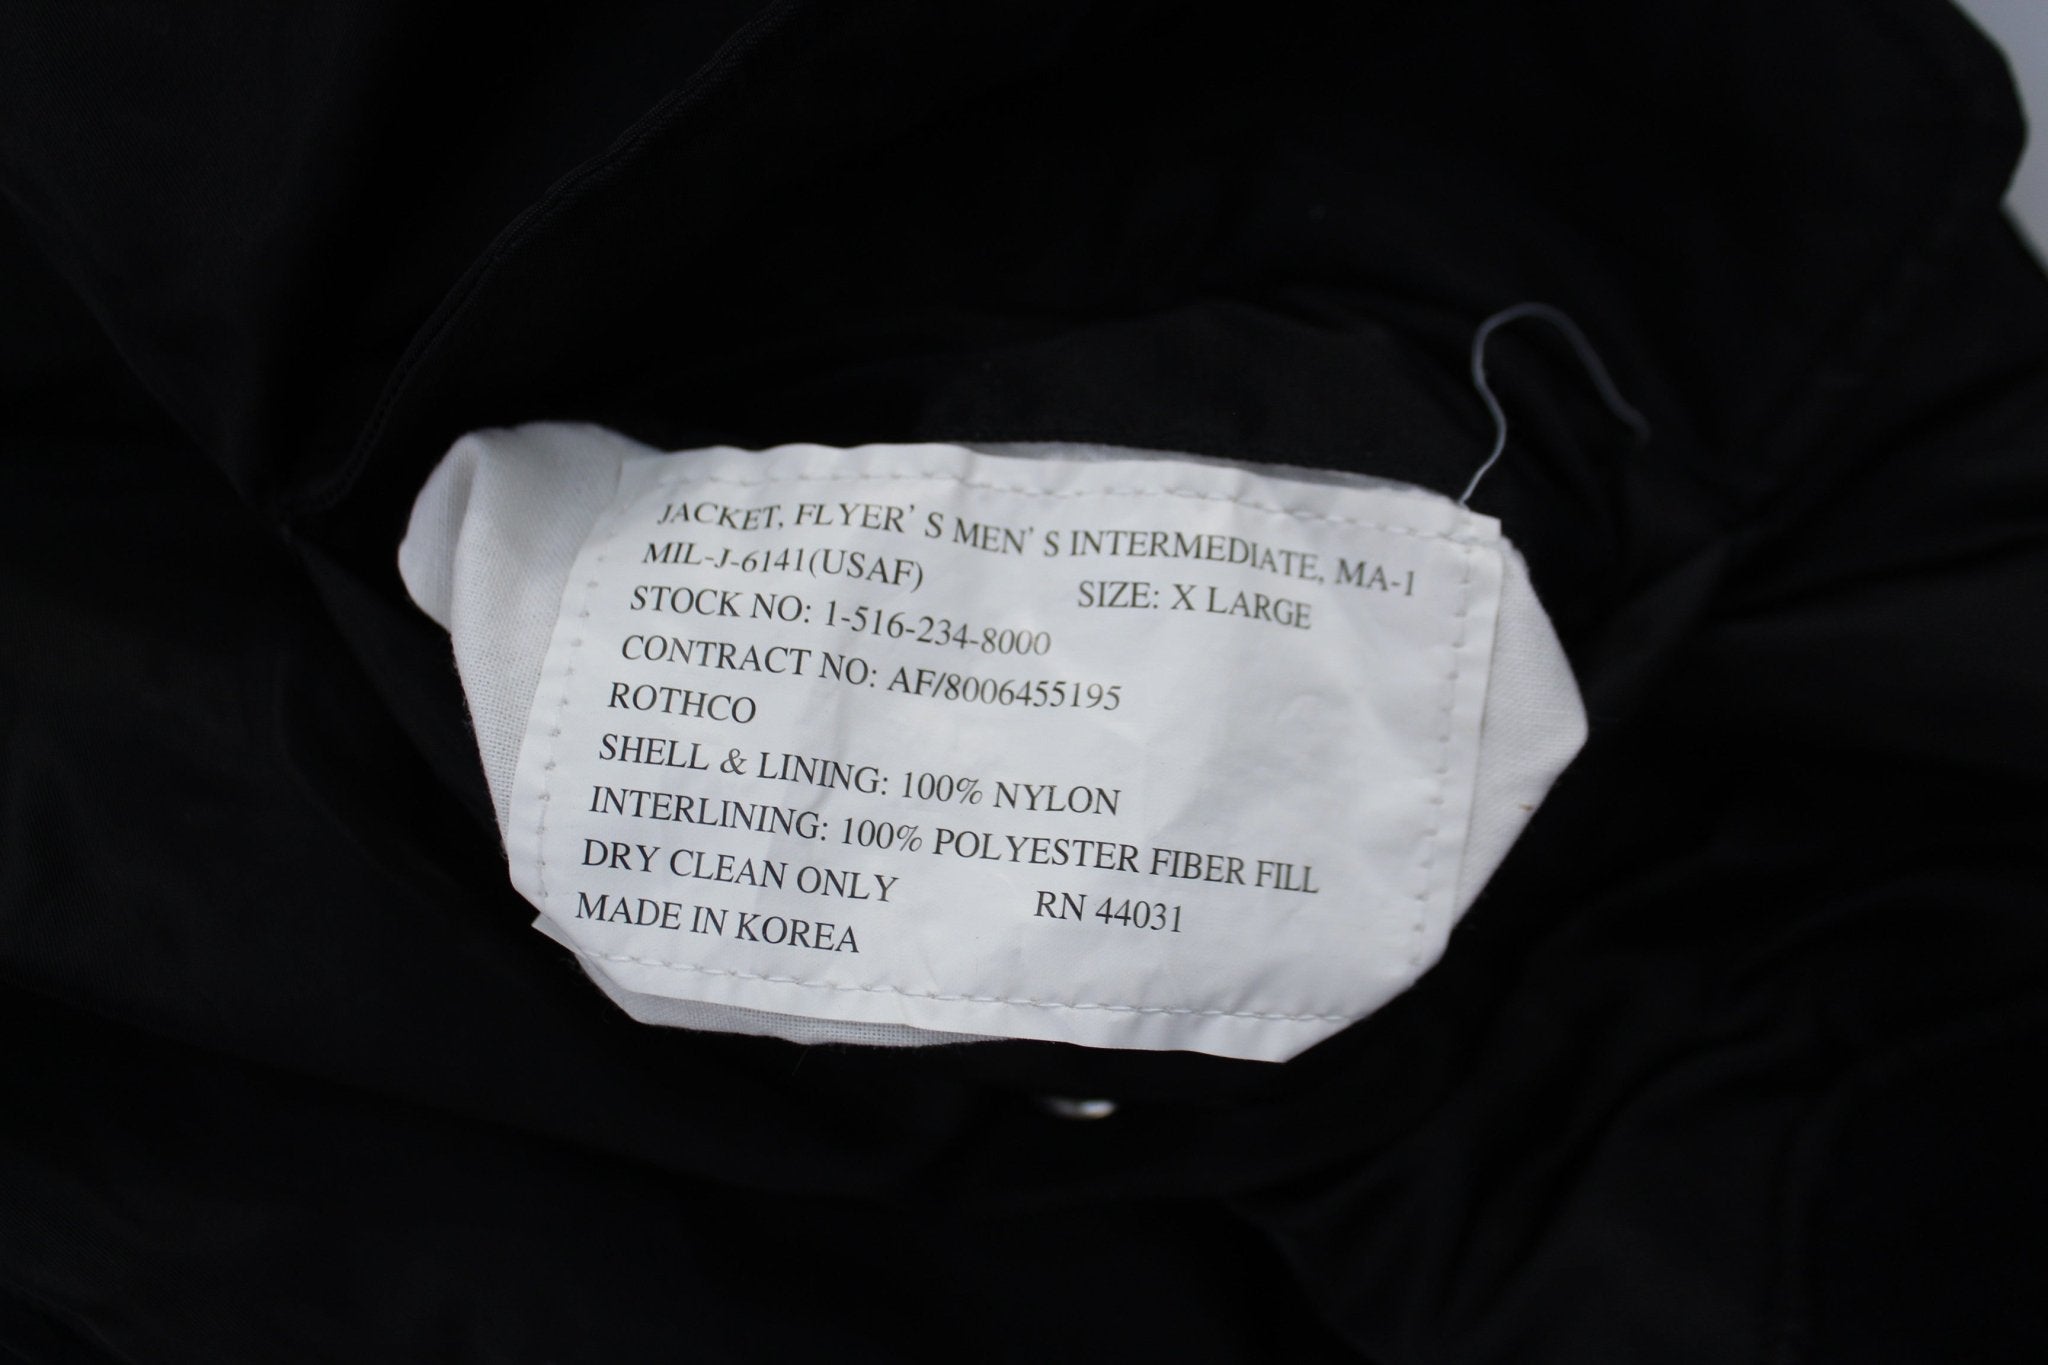 JACKET, FLYER' S MEN' S INTERMEDIATE, MA-1
MIL-J-6141(USAF) SIZE: X LARGE
STOCK NO: 1-516-234-8000
CONTRACT NO: AF/8006455195
ROTHCO
SHELL & LINING: 100% NYLON
INTERLINING: 100% POLYESTER FIBER FILL
DRY CLEAN ONLY RN 44031
MADE IN KOREA